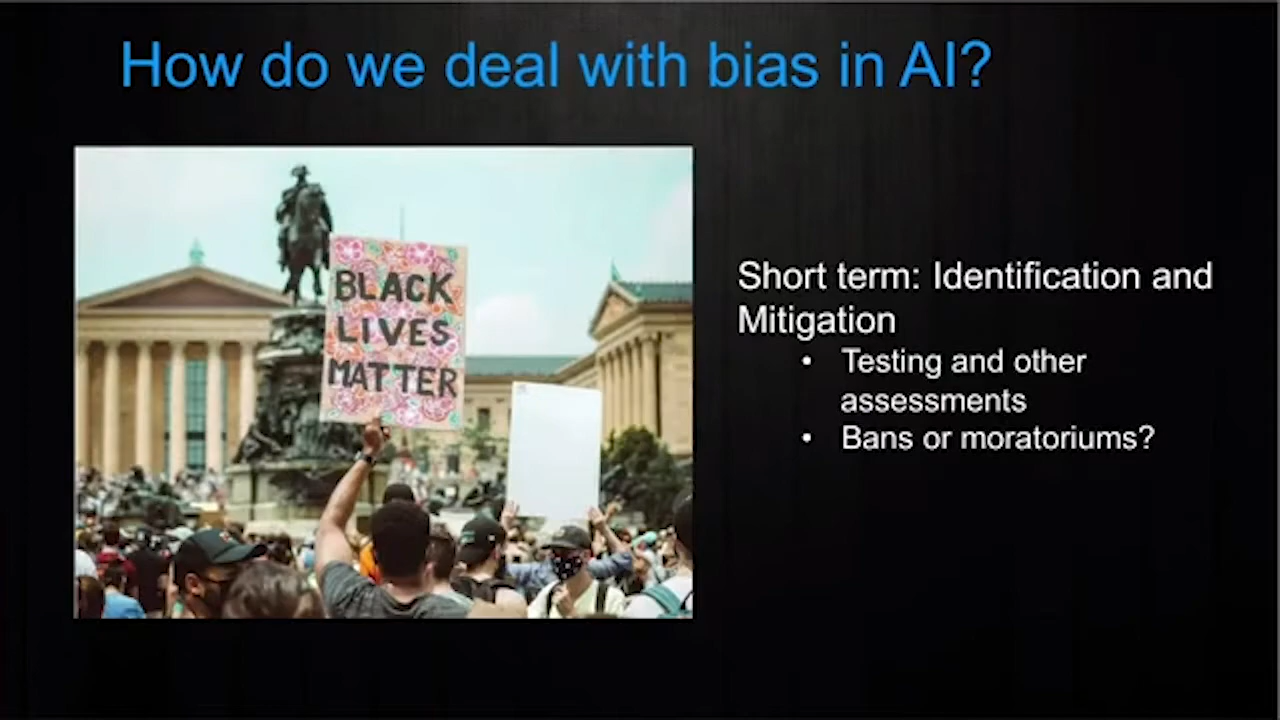 How do we deal with bias in AI?
BLACK
LIVES
MATTER
Short term: Identification and
Mitigation
• Testing and other
assessments
• Bans or moratoriums?